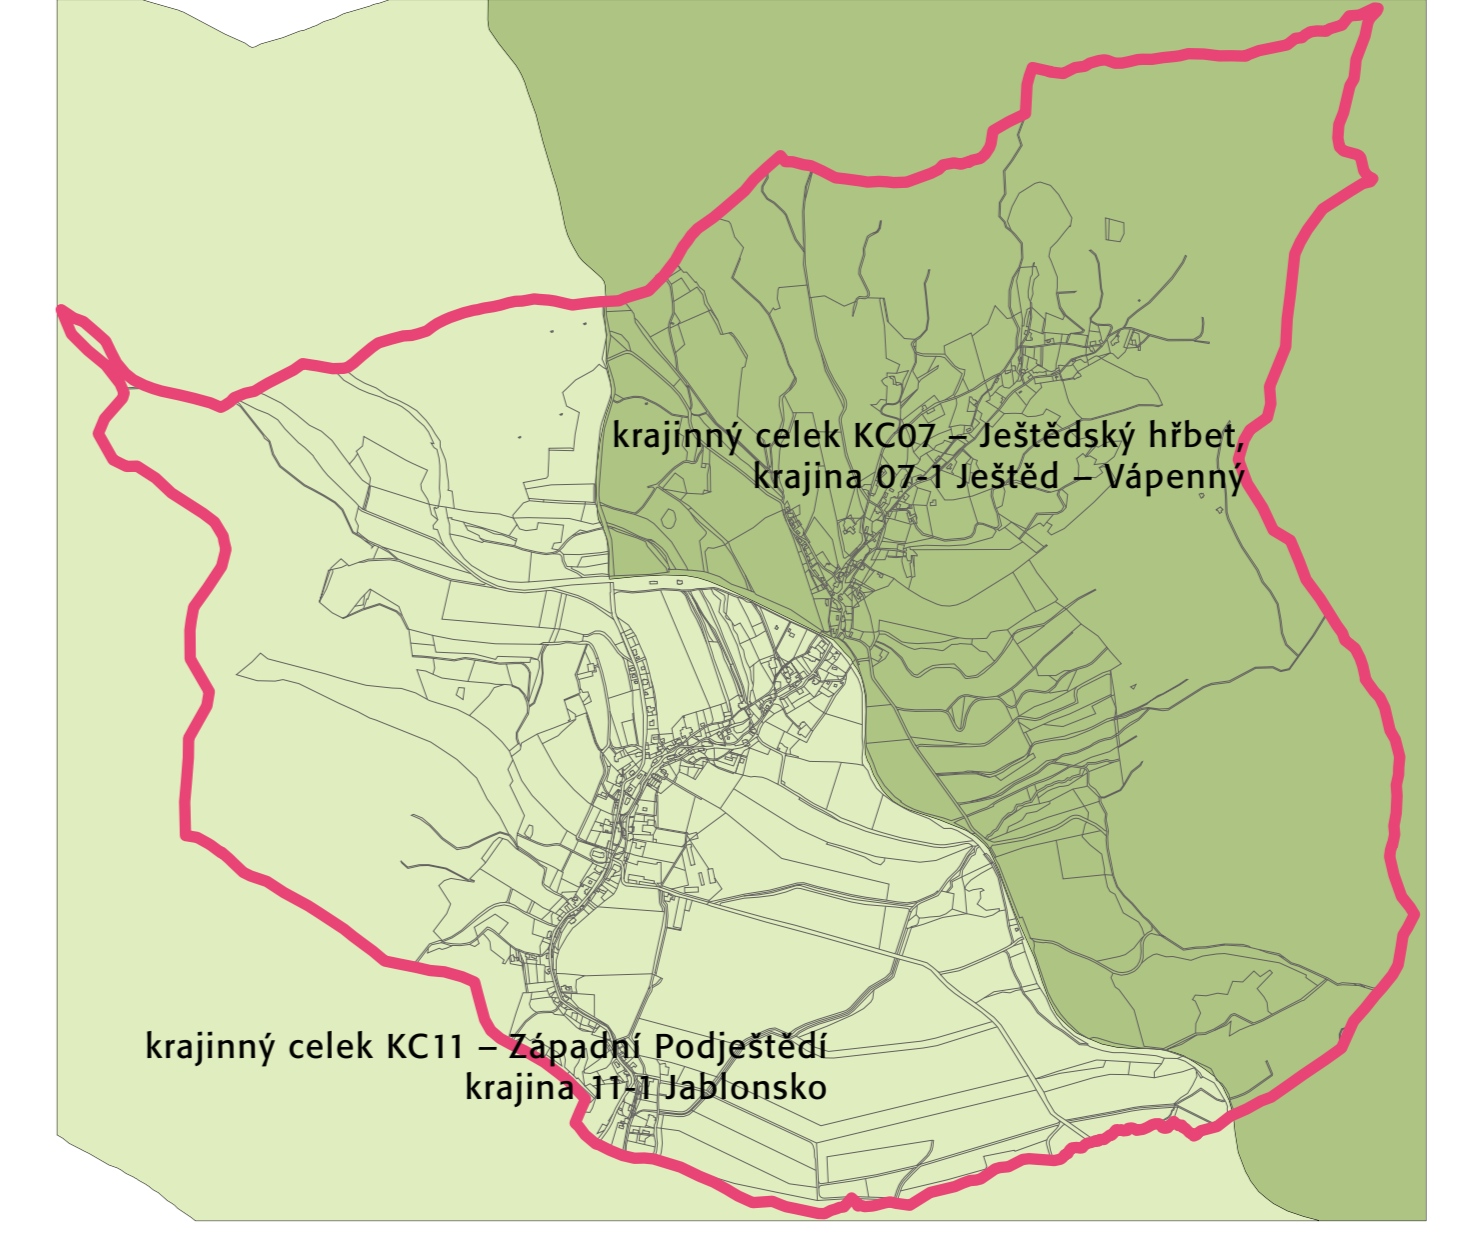 krajinný celek KC07 – Ještědský hřbet,
krajina 07-1 Ještěd – Vápenný
krajinný celek KC11 – Západní Podještědí
krajina 11-1 Jablonsko